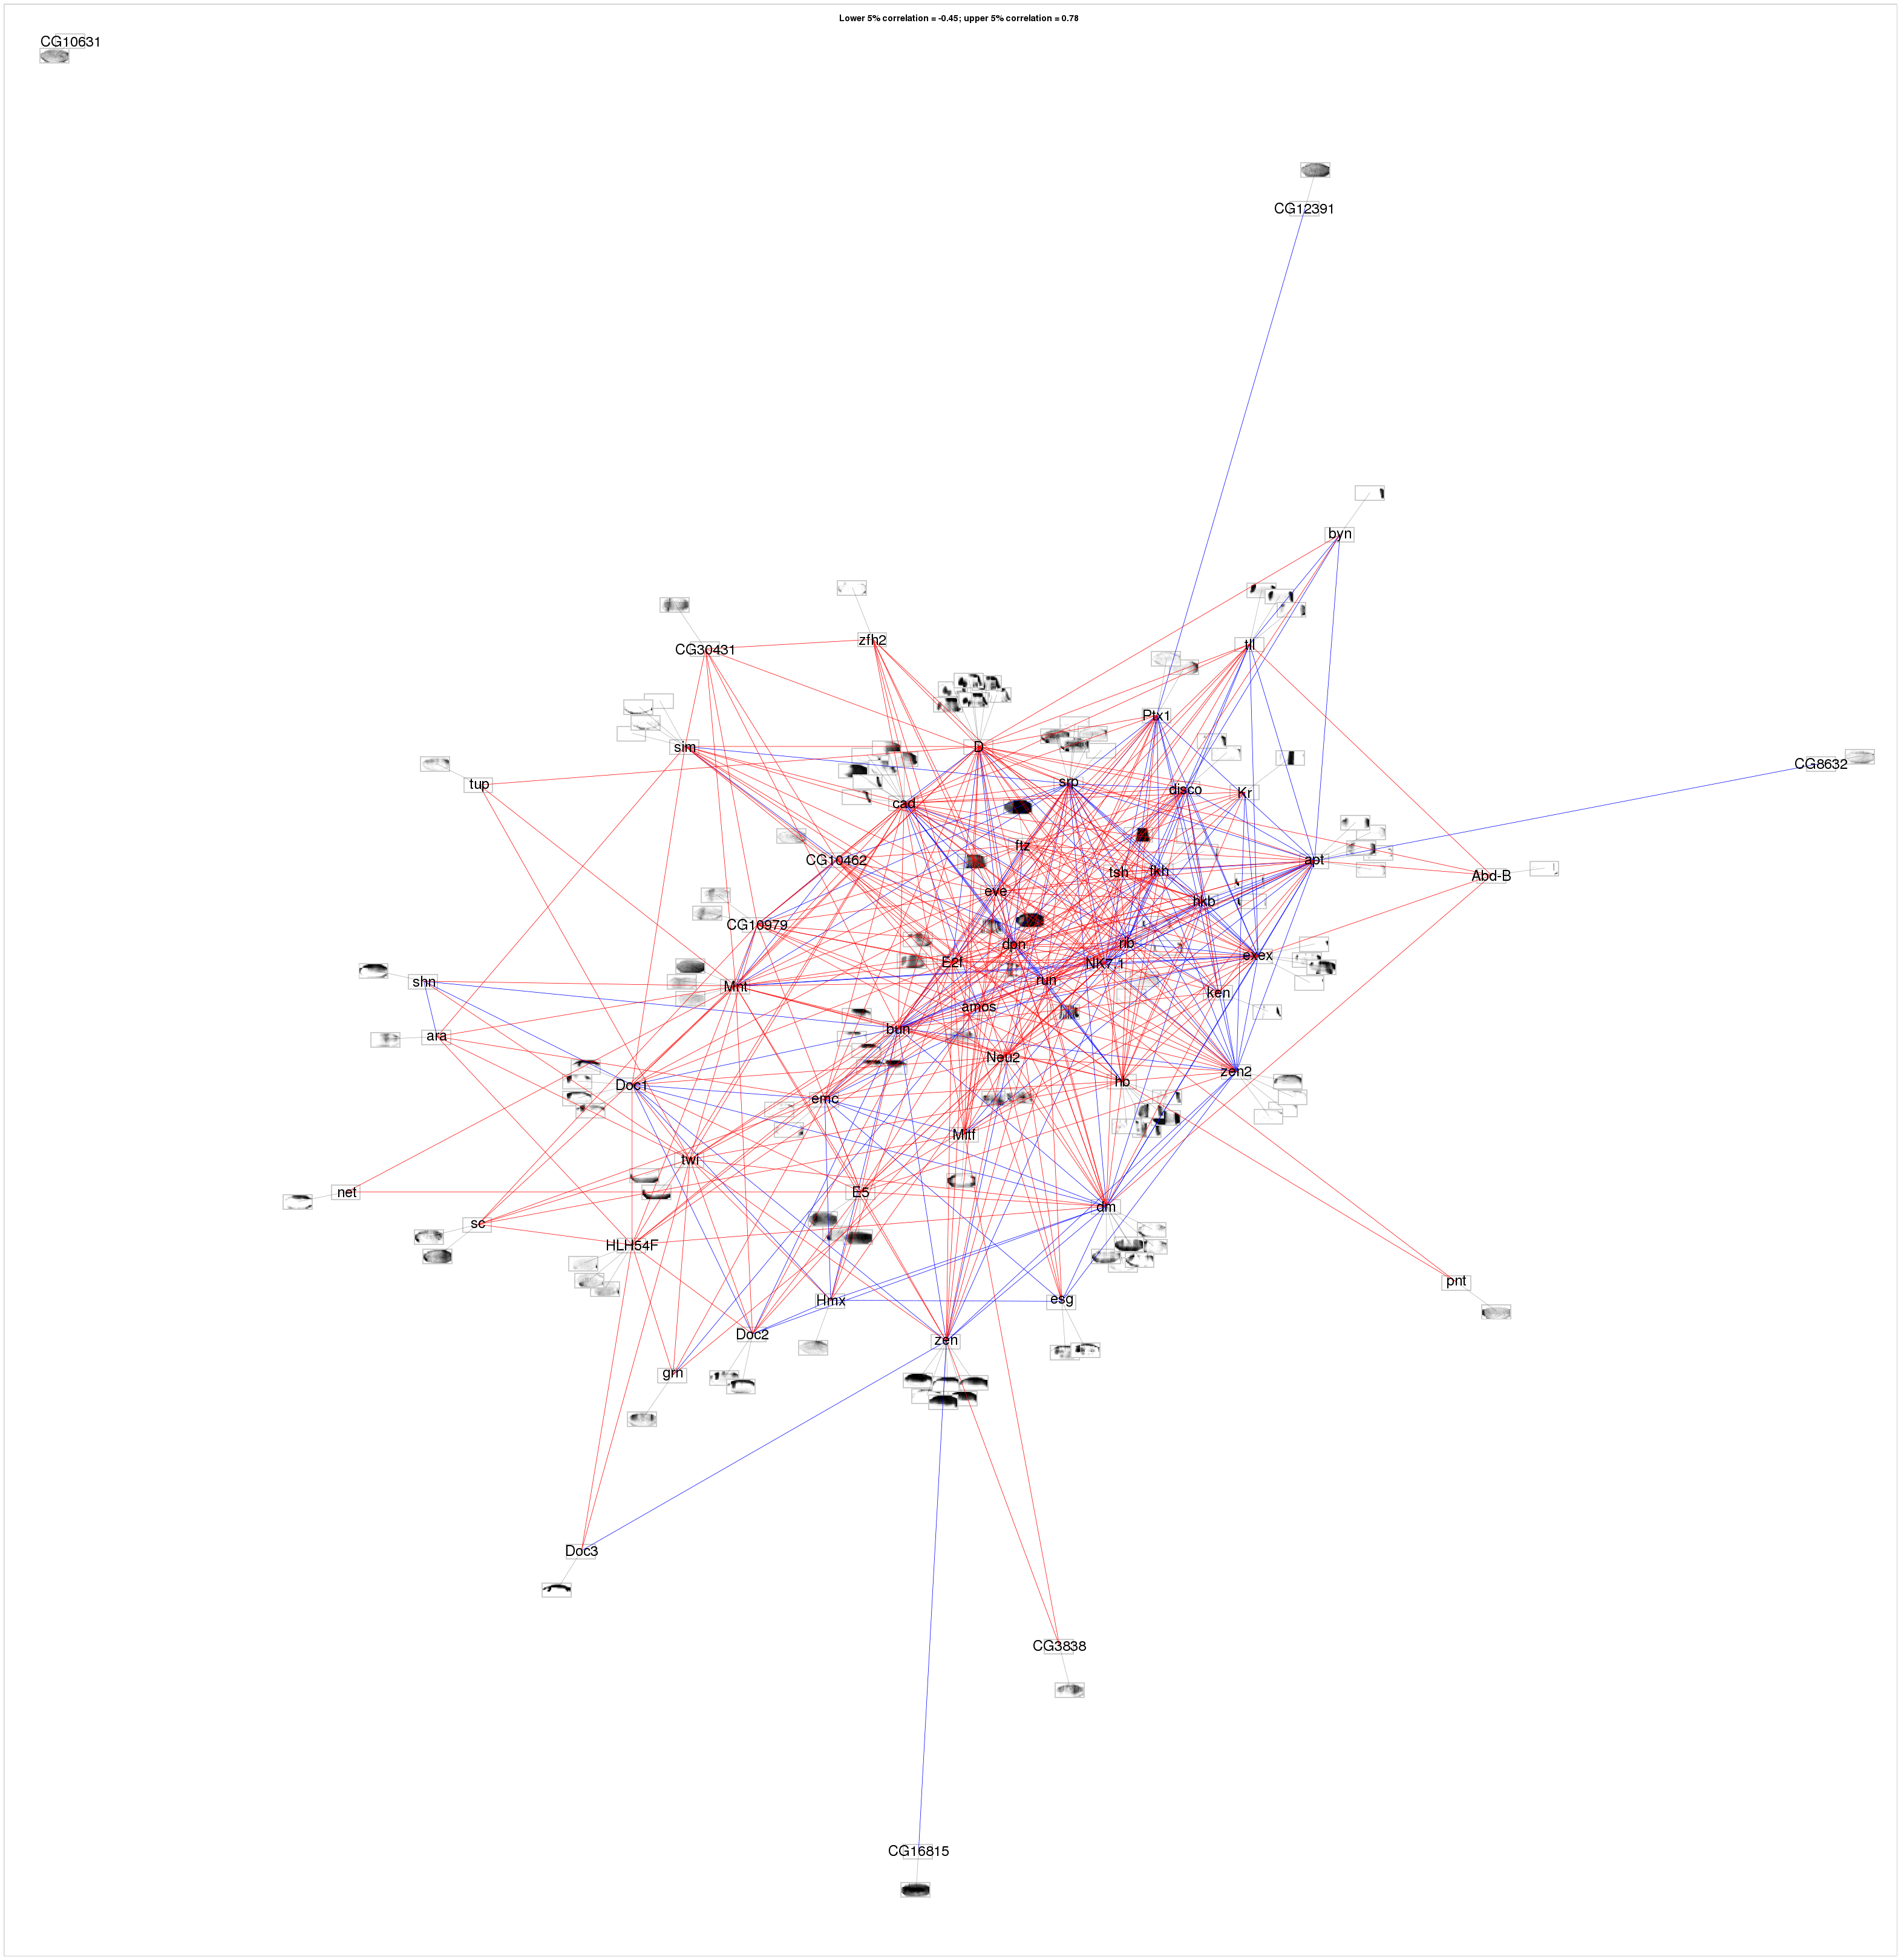 Lower 5% correlation = -0.45; upper 5% correlation = 0.78
CG10631
CG12391
byn
zfh2
tll
CG30431
Ptx1
sim
D
CG8632
srp
tup
disco
Kr
cad
ftz
CG10462
apt
tsh
fkh
Abd-B
eve
hkb
CG10979
dpn
rib
exex
E2f
NK7.1
shn
run
Mnt
ken
amos
bun
ara
Neu2
zen2
hb
Doc1
emc
Mitf
twi
net
E5
dm
sc
HLH54F
pnt
Hmx
esg
Doc2
zen
grn
Doc3
CG3838
CG16815